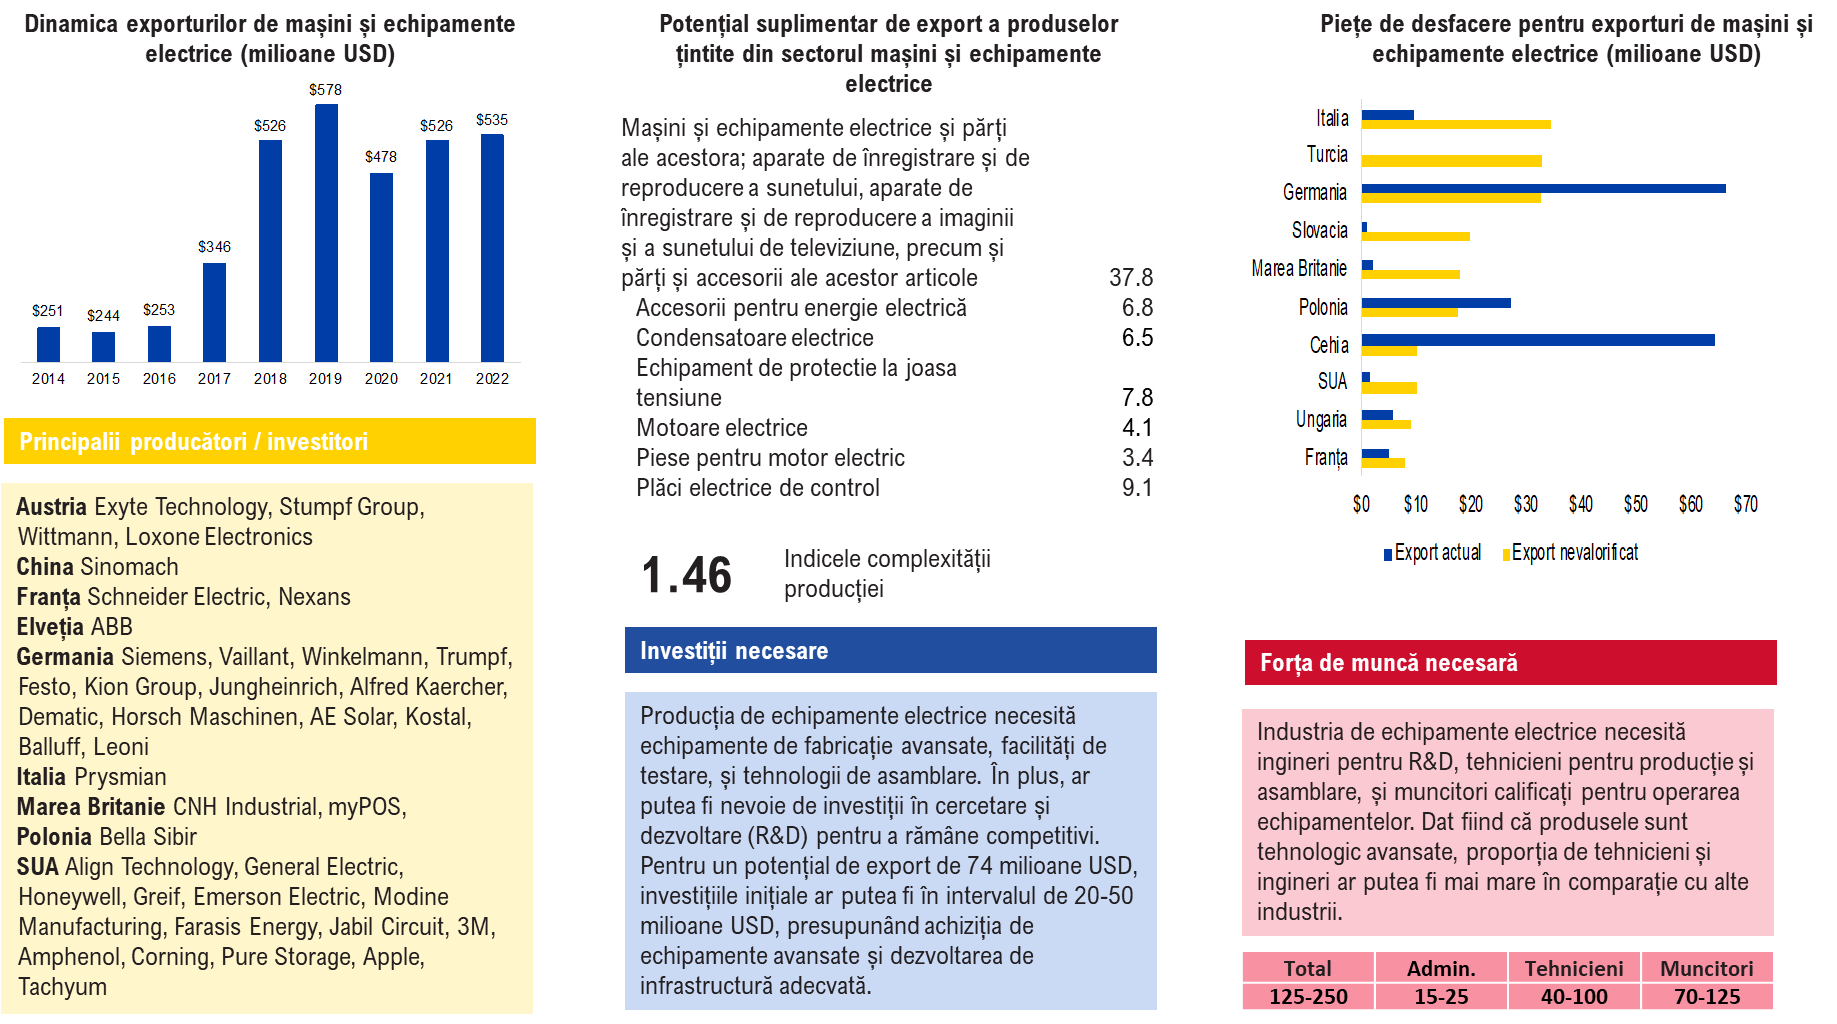 Dinamica exporturilor de mașini și echipamente
electrice (milioane USD)
$251
$244
$253
$346
$526
$578
$478
$526
$535
2014
2015
2016
2017
2018
2019
2020
2021
2022
Principalii producători / investitori
Austria Exyte Technology, Stumpf Group,
Wittmann, Loxone Electronics
China Sinomach
Franța Schneider Electric, Nexans
Elveția ABB
Germania Siemens, Vaillant, Winkelmann, Trumpf,
Festo, Kion Group, Jungheinrich, Alfred Kaercher,
Dematic, Horsch Maschinen, AE Solar, Kostal,
Balluff, Leoni
Italia Prysmian
Marea Britanie CNH Industrial, myPOS,
Polonia Bella Sibir
SUA Align Technology, General Electric,
Honeywell, Greif, Emerson Electric, Modine
Manufacturing, Farasis Energy, Jabil Circuit, 3M,
Amphenol, Corning, Pure Storage, Apple,
Tachyum
Potențial suplimentar de export a produselor
țintite din sectorul mașini și echipamente
electrice
Mașini și echipamente electrice și părți
ale acestora; aparate de înregistrare și de
reproducere a sunetului, aparate de
înregistrare și de reproducere a imaginii
și a sunetului de televiziune, precum și
părți și accesorii ale acestor articole 37.8
Accesorii pentru energie electrică 6.8
Condensatoare electrice 6.5
Echipament de protectie la joasa
tensiune 7.8
Motoare electrice 4.1
Piese pentru motor electric 3.4
Plăci electrice de control 9.1
1.46
Indicele complexității
producției
Investiții necesare
Producția de echipamente electrice necesită
echipamente de fabricație avansate, facilități de
testare, și tehnologii de asamblare. În plus, ar
putea fi nevoie de investiții în cercetare și
dezvoltare (R&D) pentru a rămâne competitivi.
Pentru un potențial de export de 74 milioane USD,
investițiile inițiale ar putea fi în intervalul de 20-50
milioane USD, presupunând achiziția de
echipamente avansate și dezvoltarea de
infrastructură adecvată.
Piețe de desfacere pentru exporturi de mașini și
echipamente electrice (milioane USD)
Italia
Turcia
Germania
Slovacia
Marea Britanie
Polonia
Cehia
SUA
Ungaria
Franța
$0
$10
$20
$30
$40
$50
$60
$70
Export actual
Export nevalorificat
Forța de muncă necesară
Industria de echipamente electrice necesită
ingineri pentru R&D, tehnicieni pentru producție și
asamblare, și muncitori calificați pentru operarea
echipamentelor. Dat fiind că produsele sunt
tehnologic avansate, proporția de tehnicieni și
ingineri ar putea fi mai mare în comparație cu alte
industrii.
Total Admin. Tehnicieni Muncitori
125-250 15-25 40-100 70-125